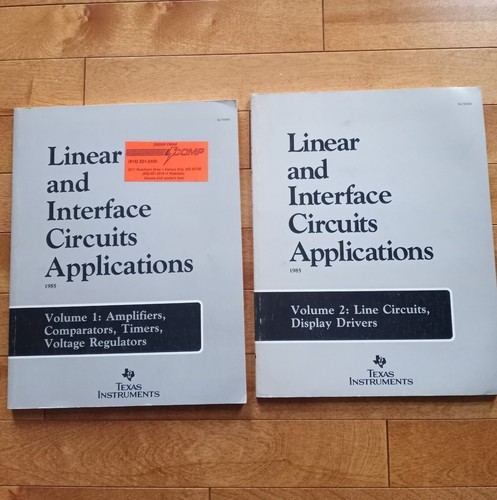 Linear
and
Interface
Circuits
Applications
1985
Volume 1: Amplifiers,
Comparators, Timers,
Voltage Regulators
TEXAS
INSTRUMENTS
COMP
Linear
and
Interface
Circuits
Applications
1985
Volume 2: Line Circuits,
Display Drivers
TEXAS
INSTRUMENTS